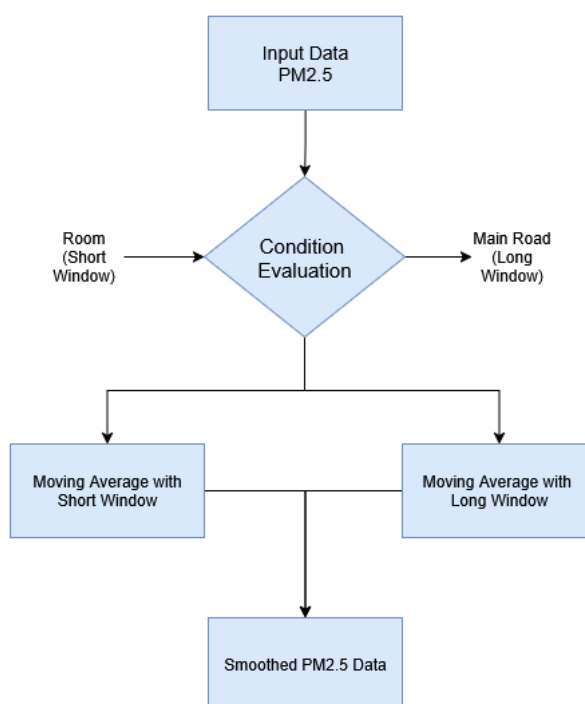 Input Data
PM2.5
Room
(Short
Window)
Condition
Evaluation
Main Road
(Long
Window)
Moving Average with
Short Window
Moving Average with
Long Window
Smoothed PM2.5 Data